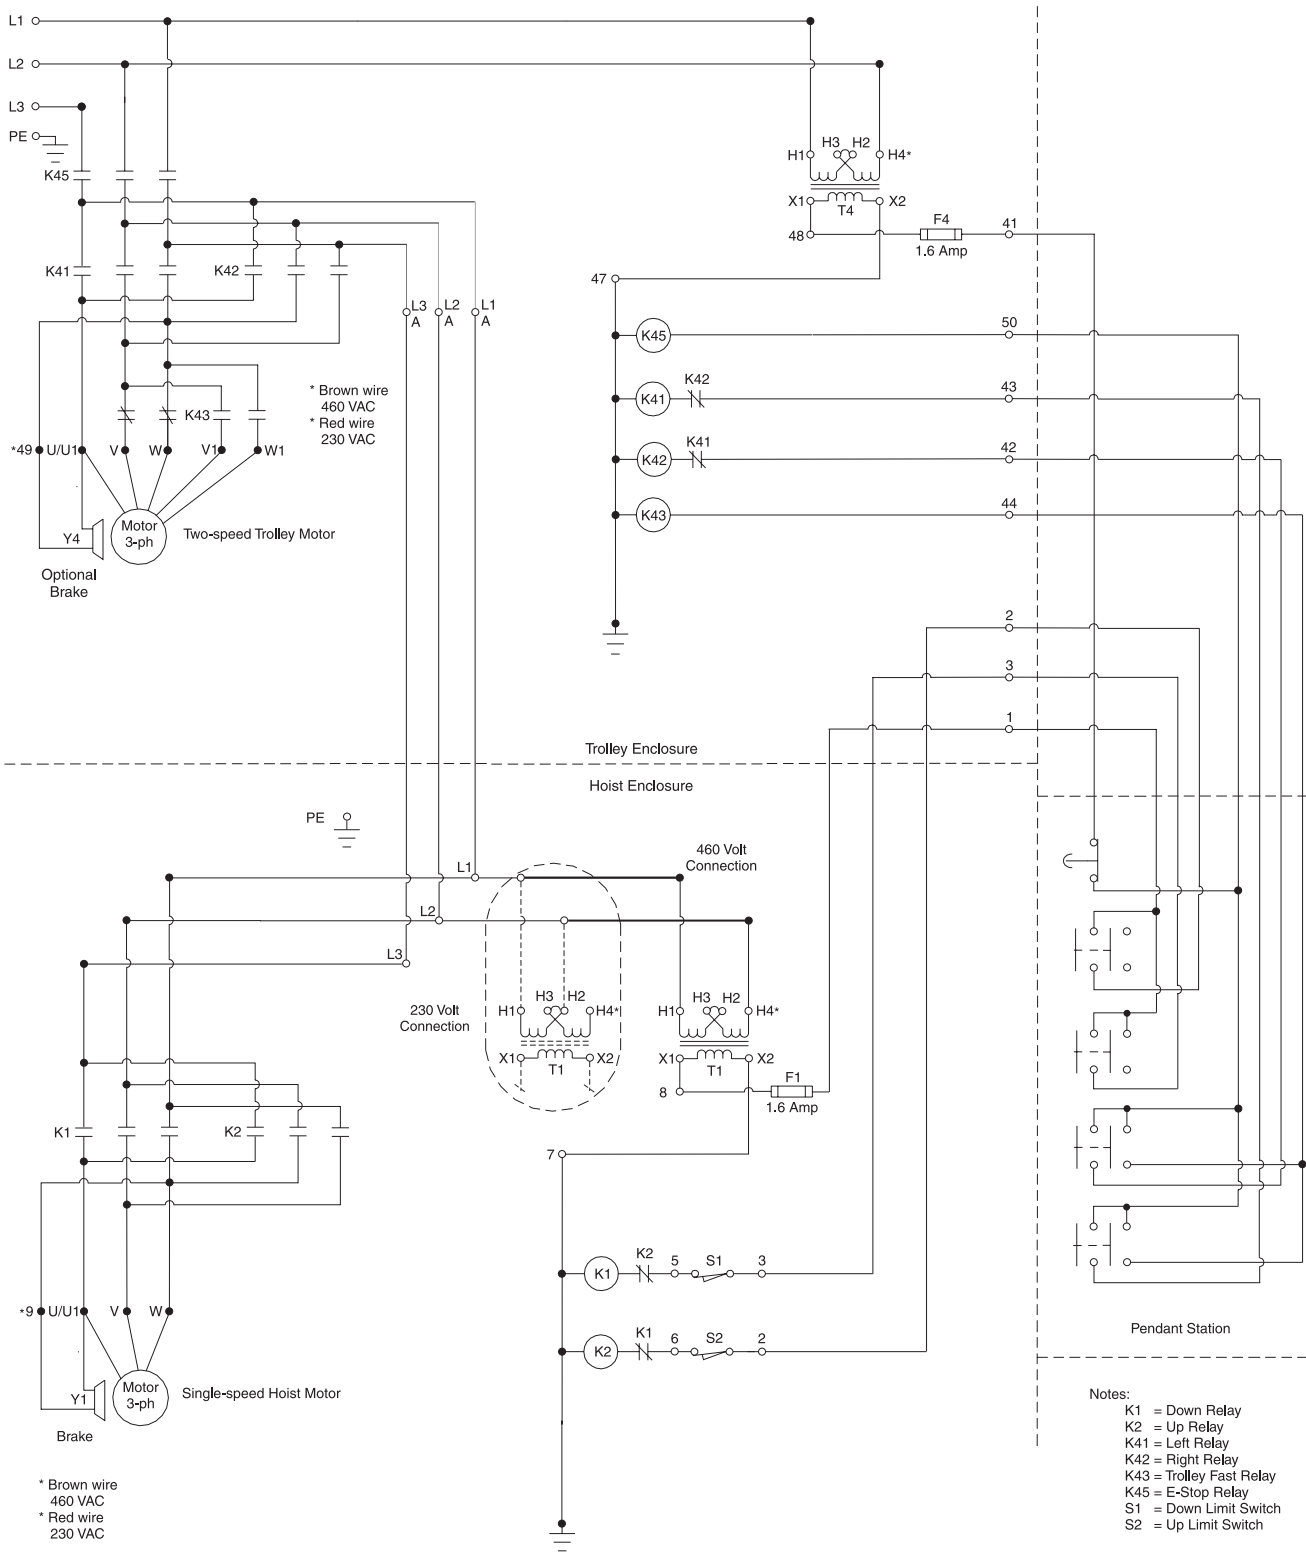 L1
L2
L3
PE
H1
H3 H2
H4*
K45
X1
X2
T4
F4
41
48
1.6 Amp
K41
K42
47
L3
A
L2
A
L1
A
50
K45
K42
43
K41
* Brown wire
460 VAC
* Red wire
230 VAC
K43
K41
42
K42
*49
U/U1
V
W
V1
W1
44
K43
Motor
3-ph
Two-speed Trolley Motor
Y4
Optional
Brake
2
3
1
Trolley Enclosure
Hoist Enclosure
PE
460 Volt
Connection
L1
L2
L3
230 Volt
Connection
H1
H3 H2
H4*
H1
H3 H2
H4*
X1
X2
T1
X1
X2
T1
F1
8
1.6 Amp
K1
K2
7
K2
5
S1
3
K1
*9
U/U1
V
W
K1
6
S2
2
K2
Pendant Station
Motor
3-ph
Single-speed Hoist Motor
Y1
Brake
* Brown wire
460 VAC
* Red wire
230 VAC
Notes:
K1 = Down Relay
K2 = Up Relay
K41 = Left Relay
K42 = Right Relay
K43 = Trolley Fast Relay
K45 = E-Stop Relay
S1 = Down Limit Switch
S2 = Up Limit Switch